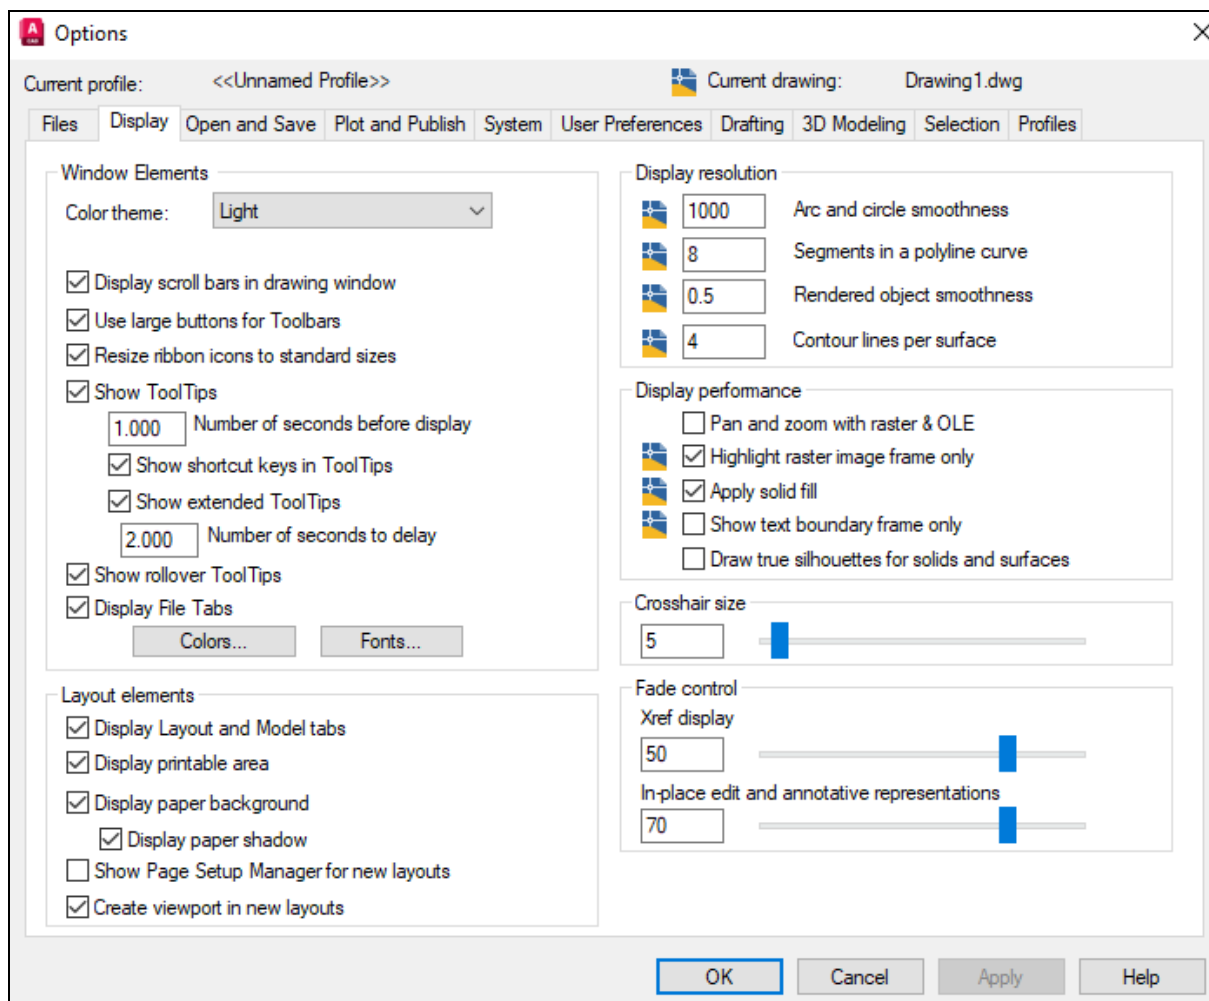 A
CAD
Options
Current profile: <<Unnamed Profile>> Current drawing: Drawing1.dwg
Files Display Open and Save Plot and Publish System User Preferences Drafting 3D Modeling Selection Profiles
Window Elements
Color theme: Light
Display scroll bars in drawing window
Use large buttons for Toolbars
Resize ribbon icons to standard sizes
Show ToolTips
1.000 Number of seconds before display
Show shortcut keys in ToolTips
Show extended ToolTips
2.000 Number of seconds to delay
Show rollover ToolTips
Display File Tabs
Colors... Fonts...
Layout elements
Display Layout and Model tabs
Display printable area
Display paper background
Display paper shadow
Show Page Setup Manager for new layouts
Create viewport in new layouts
Display resolution
1000 Arc and circle smoothness
8 Segments in a polyline curve
0.5 Rendered object smoothness
4 Contour lines per surface
Display performance
Pan and zoom with raster & OLE
Highlight raster image frame only
Apply solid fill
Show text boundary frame only
Draw true silhouettes for solids and surfaces
Crosshair size
5
Fade control
Xref display
50
In-place edit and annotative representations
70
OK Cancel Apply Help